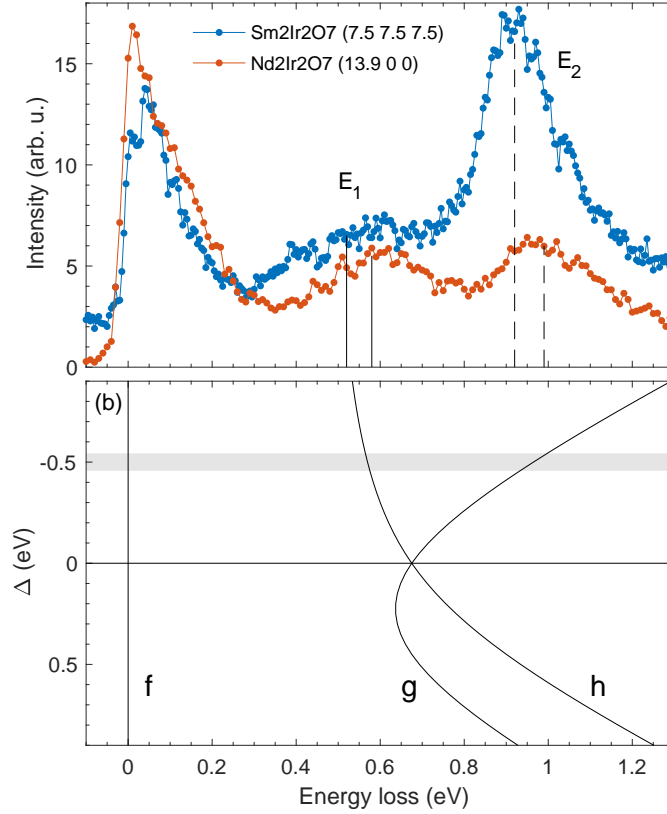 Sm2Ir2O7 (7.5 7.5 7.5)
Nd2Ir2O7 (13.9 0 0)
E₁
E₂
Intensity (arb. u.)
15
10
5
0
(b)
-0.5
0
0.5
Δ (eV)
f
g
h
0
0.2
0.4
0.6
0.8
1
1.2
Energy loss (eV)